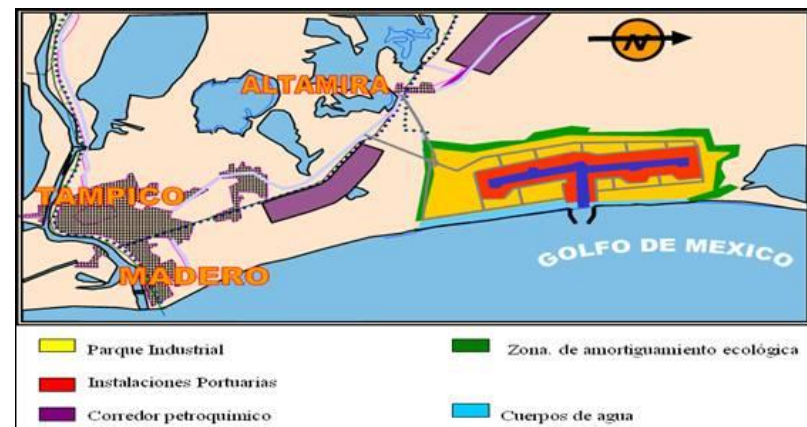 N
ALTAMIRA
TAMPICO
MADERO
GOLFO DE MEXICO
Parque Industrial
Zona. de amortiguamiento ecológica
Instalaciones Portuarias
Corredor petroquímico
Cuerpos de agua